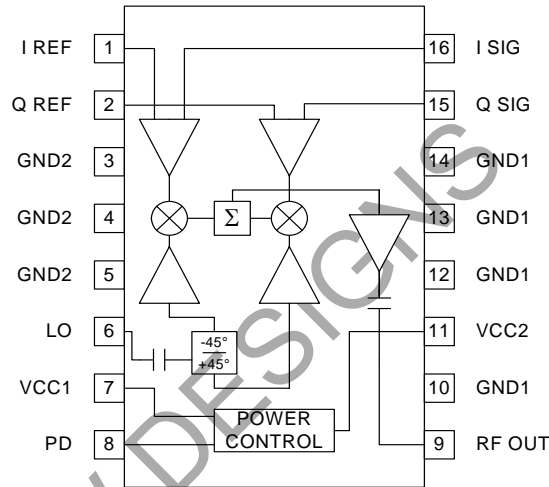 I REF 1 16 I SIG
Q REF 2 15 Q SIG
GND2 3 14 GND1
GND2 4 Σ 13 GND1
GND2 5 12 GND1
LO 6 -45° 11 VCC2
+45°
VCC1 7 10 GND1
POWER
PD 8 CONTROL 9 RF OUT
DESIGNS